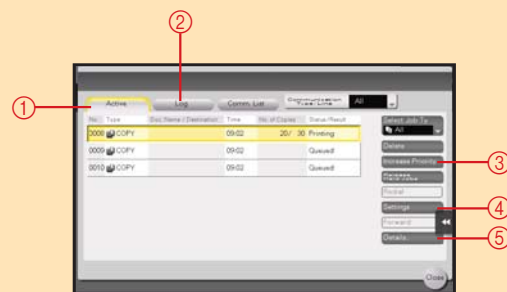 ②
① Active Log Comm. List Communication Type/Line All
No. Type Doc. Name / Destination Time No. of Copies Status/Result Select Job Ty
0008 COPY 09:02 20/ 30 Printing All
0009 COPY 09:02 Queued Delete
0010 COPY 09:02 Queued Increase Priority ③
Release
Redial
Settings ④
Forward
Details ⑤
Close